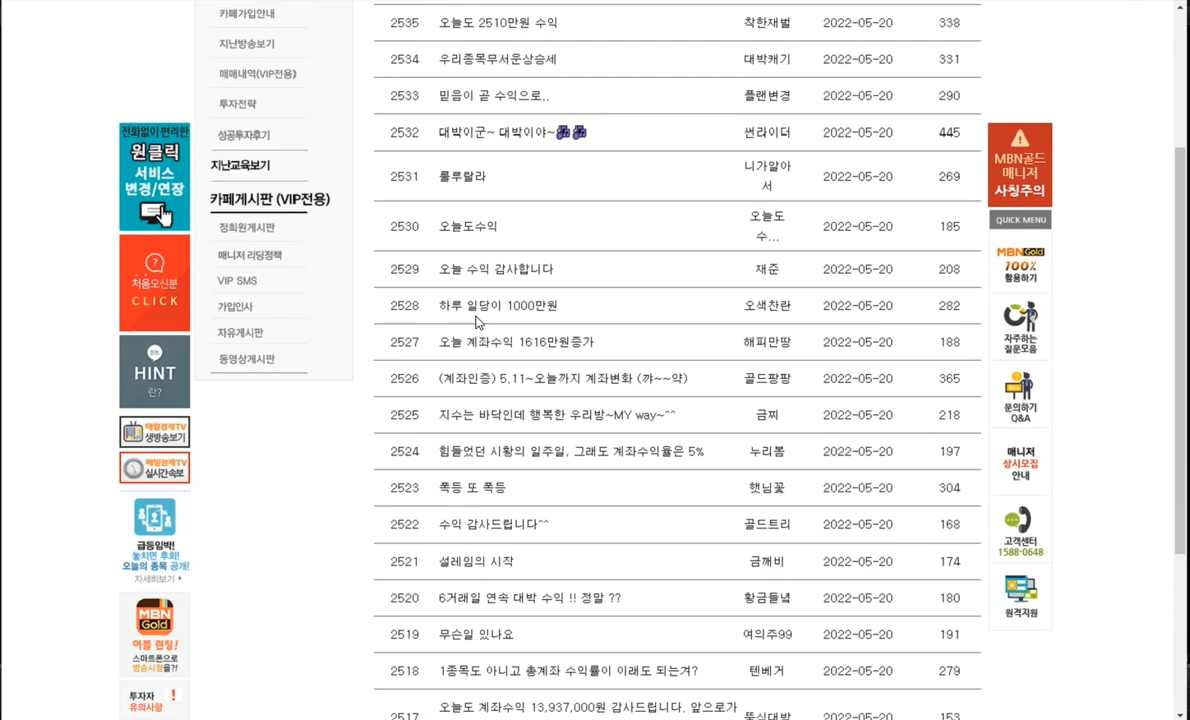 카페가입안내
지난방송보기
매매내역(VIP전용)
투자전략
성공투자후기
지난교육보기
카페게시판 (VIP전용)
정회원게시판
매니저 리딩정책
VIP SMS
가입인사
자유게시판
동영상게시판
전화없이 편리한
원클릭
서비스
변경/연장
?
처음오신분
CLICK
HINT
HINT
란?
매일경제TV
생방송보기
매일경제TV
실시간속보
급등임박!
놓치면 후회!
오늘의 종목 공개!
자세히보기
MBN
Gold
어플 런칭!
스마트폰으로
방송시청을?!
투자자
유의사항
!
2535 오늘도 2510만원 수익 착한재벌 2022-05-20 338
2534 우리종목무서운상승세 대박캐기 2022-05-20 331
2533 믿음이 곧 수익으로.. 플랜변경 2022-05-20 290
2532 대박이군~ 대박이야~ 썬라이더 2022-05-20 445
2531 룰루랄라 니가알아
서 2022-05-20 269
2530 오늘도수익 오늘도
수... 2022-05-20 185
2529 오늘 수익 감사합니다 재준 2022-05-20 208
2528 하루 일당이 1000만원 오색찬란 2022-05-20 282
2527 오늘 계좌수익 1616만원증가 해피만땅 2022-05-20 188
2526 (계좌인증) 5.11~오늘까지 계좌변화 (꺄~~약) 골드팡팡 2022-05-20 365
2525 지수는 바닥인데 행복한 우리방~MY way~^^ 금찌 2022-05-20 218
2524 힘들었던 시황의 일주일, 그래도 계좌수익률은 5% 누리봄 2022-05-20 197
2523 폭등 또 폭등 햇님꽃 2022-05-20 304
2522 수익 감사드립니다^^ 골드트리 2022-05-20 168
2521 설레임의 시작 금깨비 2022-05-20 174
2520 6거래일 연속 대박 수익 !! 정말 ?? 황금들녘 2022-05-20 180
2519 무슨일 있나요 여의주99 2022-05-20 191
2518 1종목도 아니고 총계좌 수익률이 이래도 되는겨? 텐베거 2022-05-20 279
2517 오늘도 계좌수익 13,937,000원 감사드립니다, 앞으로가 뚝심대박 2022-05-20 153
MBN골드
매니저
사칭주의
QUICK MENU
MBN Gold
100%
활용하기
자주하는
질문모음
문의하기
Q&A
매니저
상시모집
안내
고객센터
1588-0648
원격지원